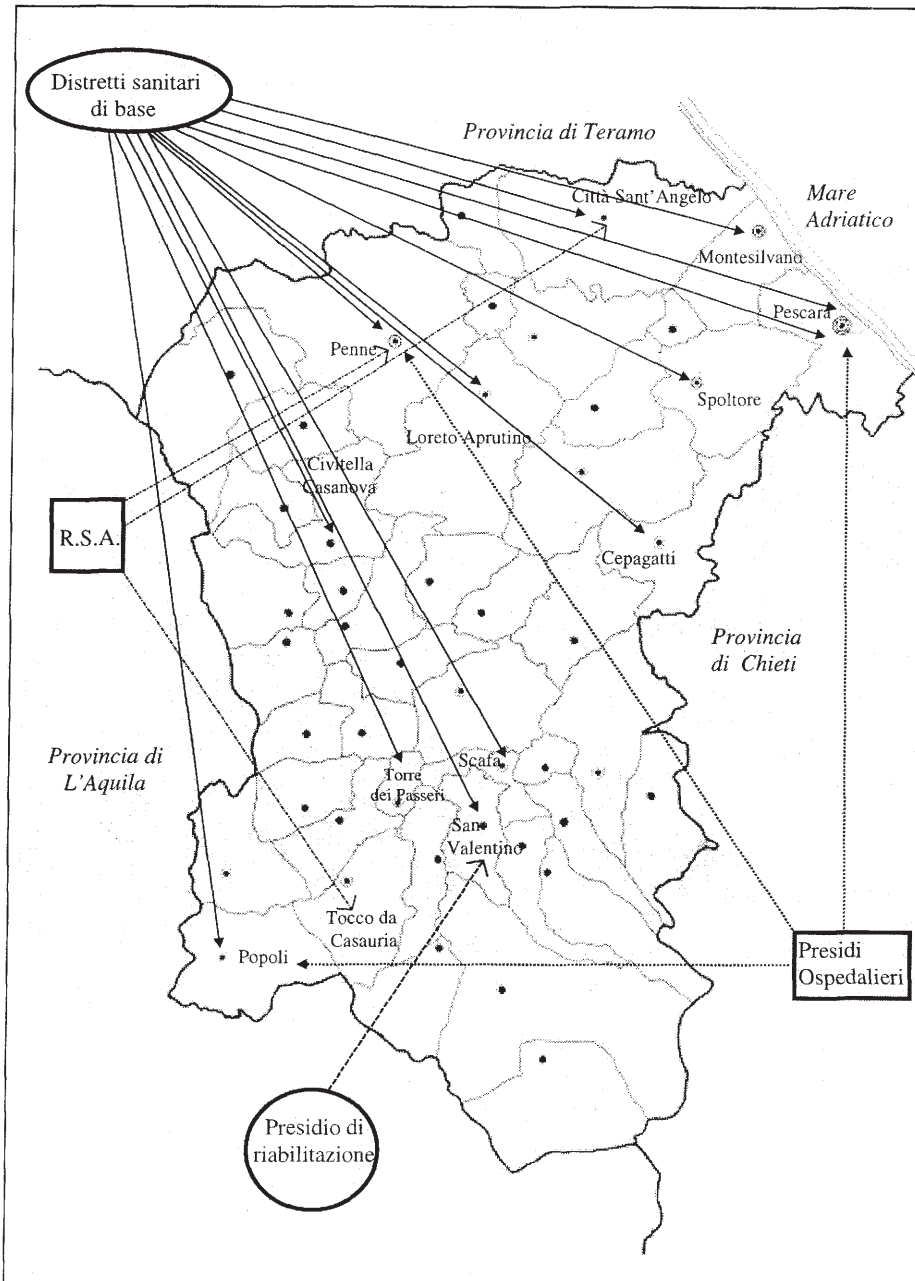 Distretti sanitari
di base
Provincia di Teramo
Mare
Adriatico
Città Sant'Angelo
Montesilvano
Pescara
Penne
Spoltore
Loreto Aprutino
Civitella
Casanova
R.S.A.
Cepagatti
Provincia
di Chieti
Provincia di
L'Aquila
Scafa
Torre
dei Passeri
San
Valentino
Tocco da
Casauria
Popoli
Presidi
Ospedalieri
Presidio di
riabilitazione